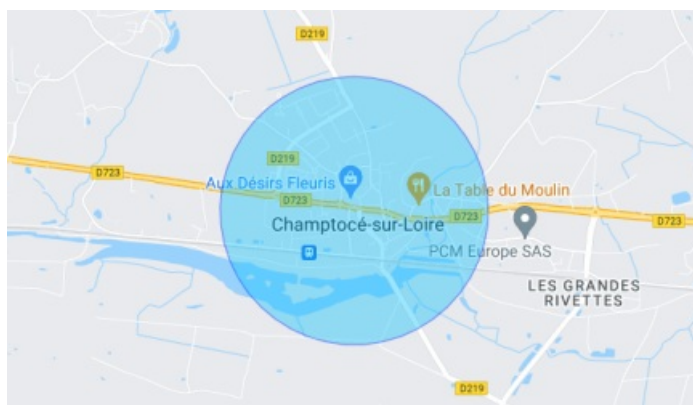 D219
D723
D219
Aux Désirs Fleuris
La Table du Moulin
D723
D723
D723
Champtocé-sur-Loire
PCM Europe SAS
LES GRANDES
RIVETTES
D219